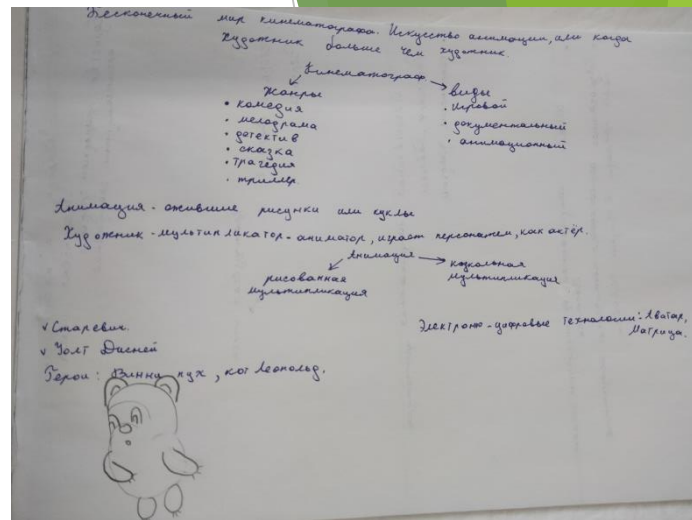 Бесконечный мир кинематографа. Искусство анимации, или когда
художник больше чем художник.
Кинематограф
Жанры
виды
• комедия
• мелодрама
• детектив
• сказка
• трагедия
• триллер
• игровой
• документальный
• анимационный
Анимация - ожившие рисунки или куклы
Художник - мультипликатор - аниматор, играет персонажем, как актёр.
Анимация
рисованная
мультипликация
кукольная
мультипликация
Электроно - цифровые технологии: Аватар,
Матрица.
v Старевич.
v Уолт Дисней
Герои: Винни пух, кот Леопольд.